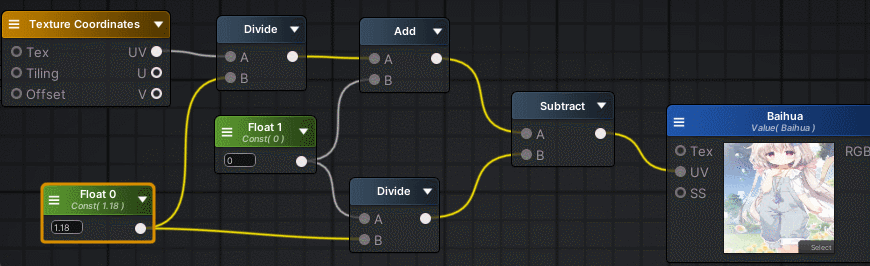 Texture Coordinates
Tex
UV
Tiling
U
Offset
V
Divide
A
B
Add
A
B
Float 1
Const( 0 )
0
Float 0
Const( 1.18 )
1.18
Divide
A
B
Subtract
A
B
Baihua
Value( Baihua )
Tex
RGB
UV
SS
Select